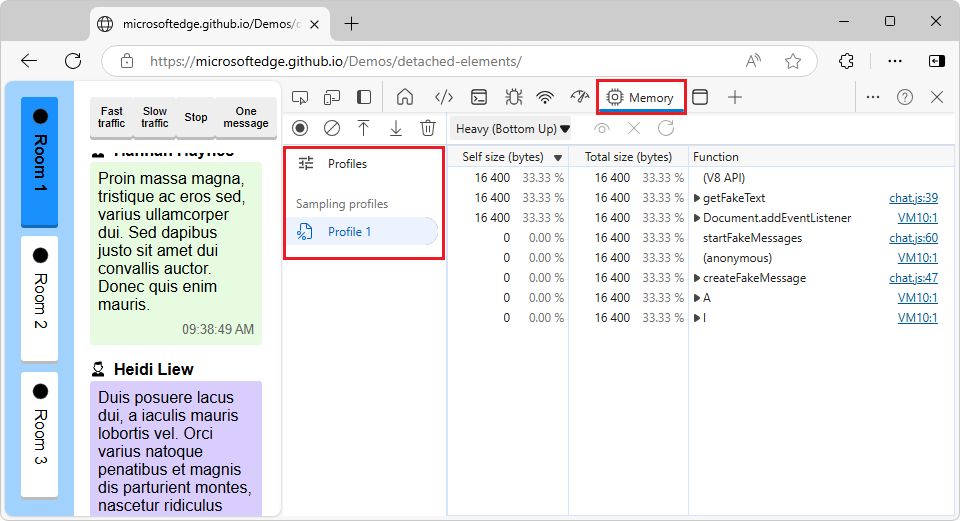 microsoftedge.github.io/Demos/d
https://microsoftedge.github.io/Demos/detached-elements/
Memory
Room 1
Room 2
Room 3
Fast traffic
Slow traffic
Stop
One message
Hannah Haynes
Proin massa magna,
tristique ac eros sed,
varius ullamcorper
dui. Sed dapibus
justo sit amet dui
convallis auctor.
Donec quis enim
mauris.
09:38:49 AM
Heidi Liew
Duis posuere lacus
dui, a iaculis mauris
lobortis vel. Orci
varius natoque
penatibus et magnis
dis parturient montes,
nascetur ridiculus
Profiles
Sampling profiles
Profile 1
Heavy (Bottom Up)
Self size (bytes) Total size (bytes) Function
16 400 33.33 % 16 400 33.33 % (V8 API)
16 400 33.33 % 16 400 33.33 % getFakeText chat.js:39
16 400 33.33 % 16 400 33.33 % Document.addEventListener VM10:1
0 0.00 % 16 400 33.33 % startFakeMessages chat.js:60
0 0.00 % 16 400 33.33 % (anonymous) VM10:1
0 0.00 % 16 400 33.33 % createFakeMessage chat.js:47
0 0.00 % 16 400 33.33 % A VM10:1
0 0.00 % 16 400 33.33 % l VM10:1